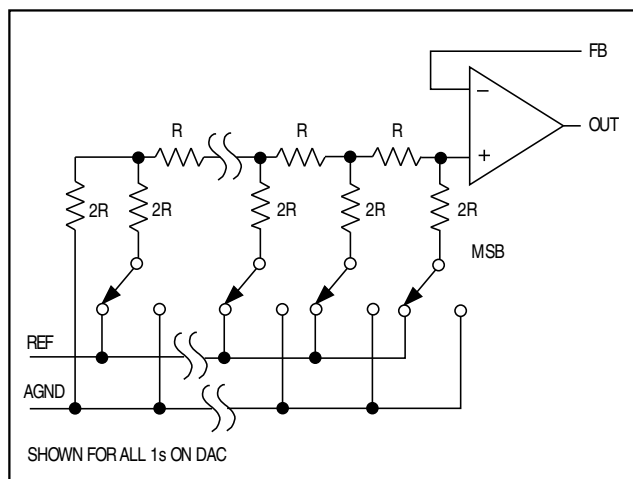 FB
R
R
R
−
OUT
+
2R
2R
2R
2R
2R
MSB
REF
AGND
SHOWN FOR ALL 1s ON DAC